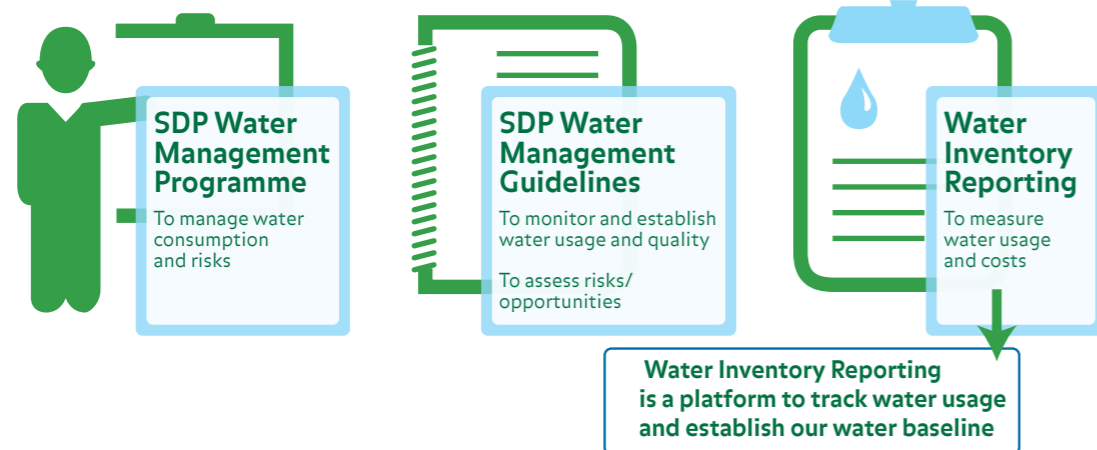 SDP Water
Management
Programme
To manage water
consumption
and risks
SDP Water
Management
Guidelines
To monitor and establish
water usage and quality
To assess risks/
opportunities
Water
Inventory
Reporting
To measure
water usage
and costs
Water Inventory Reporting
is a platform to track water usage
and establish our water baseline